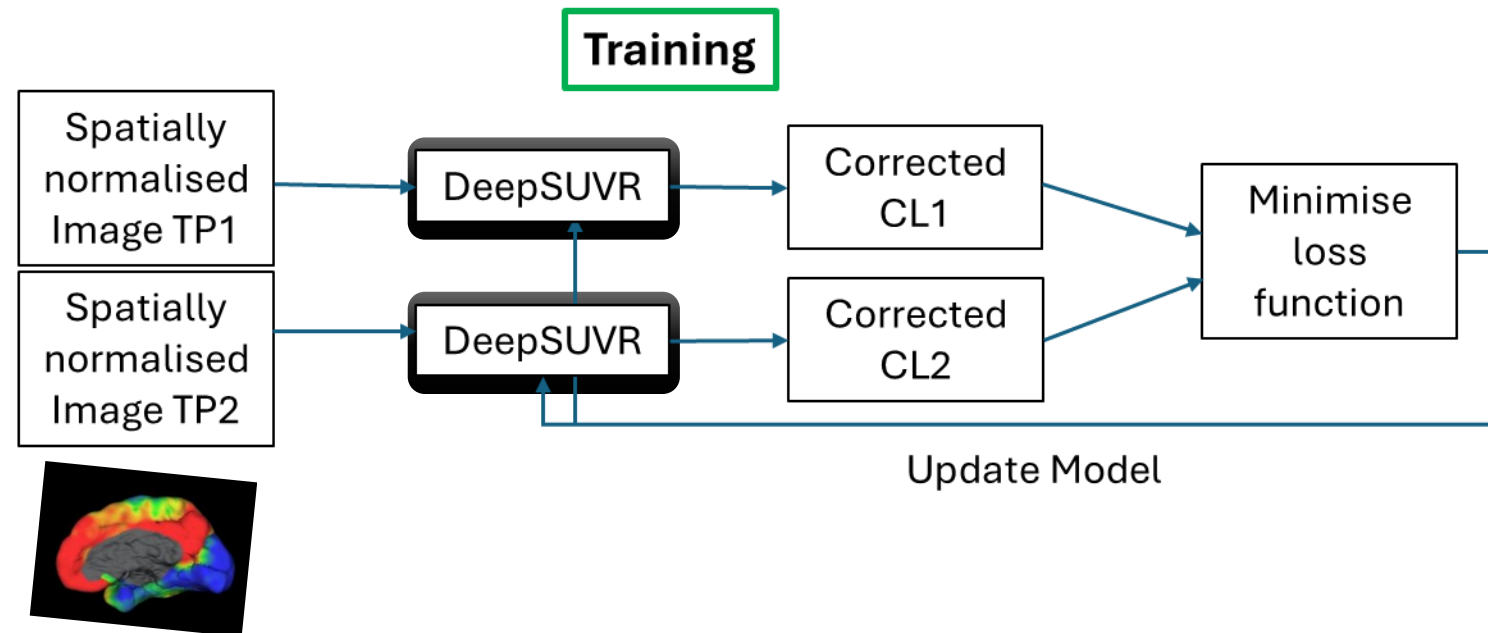 Training
Spatially
normalised
Image TP1
DeepSUVR
Corrected
CL1
Minimise
loss
function
Spatially
normalised
Image TP2
DeepSUVR
Corrected
CL2
Update Model